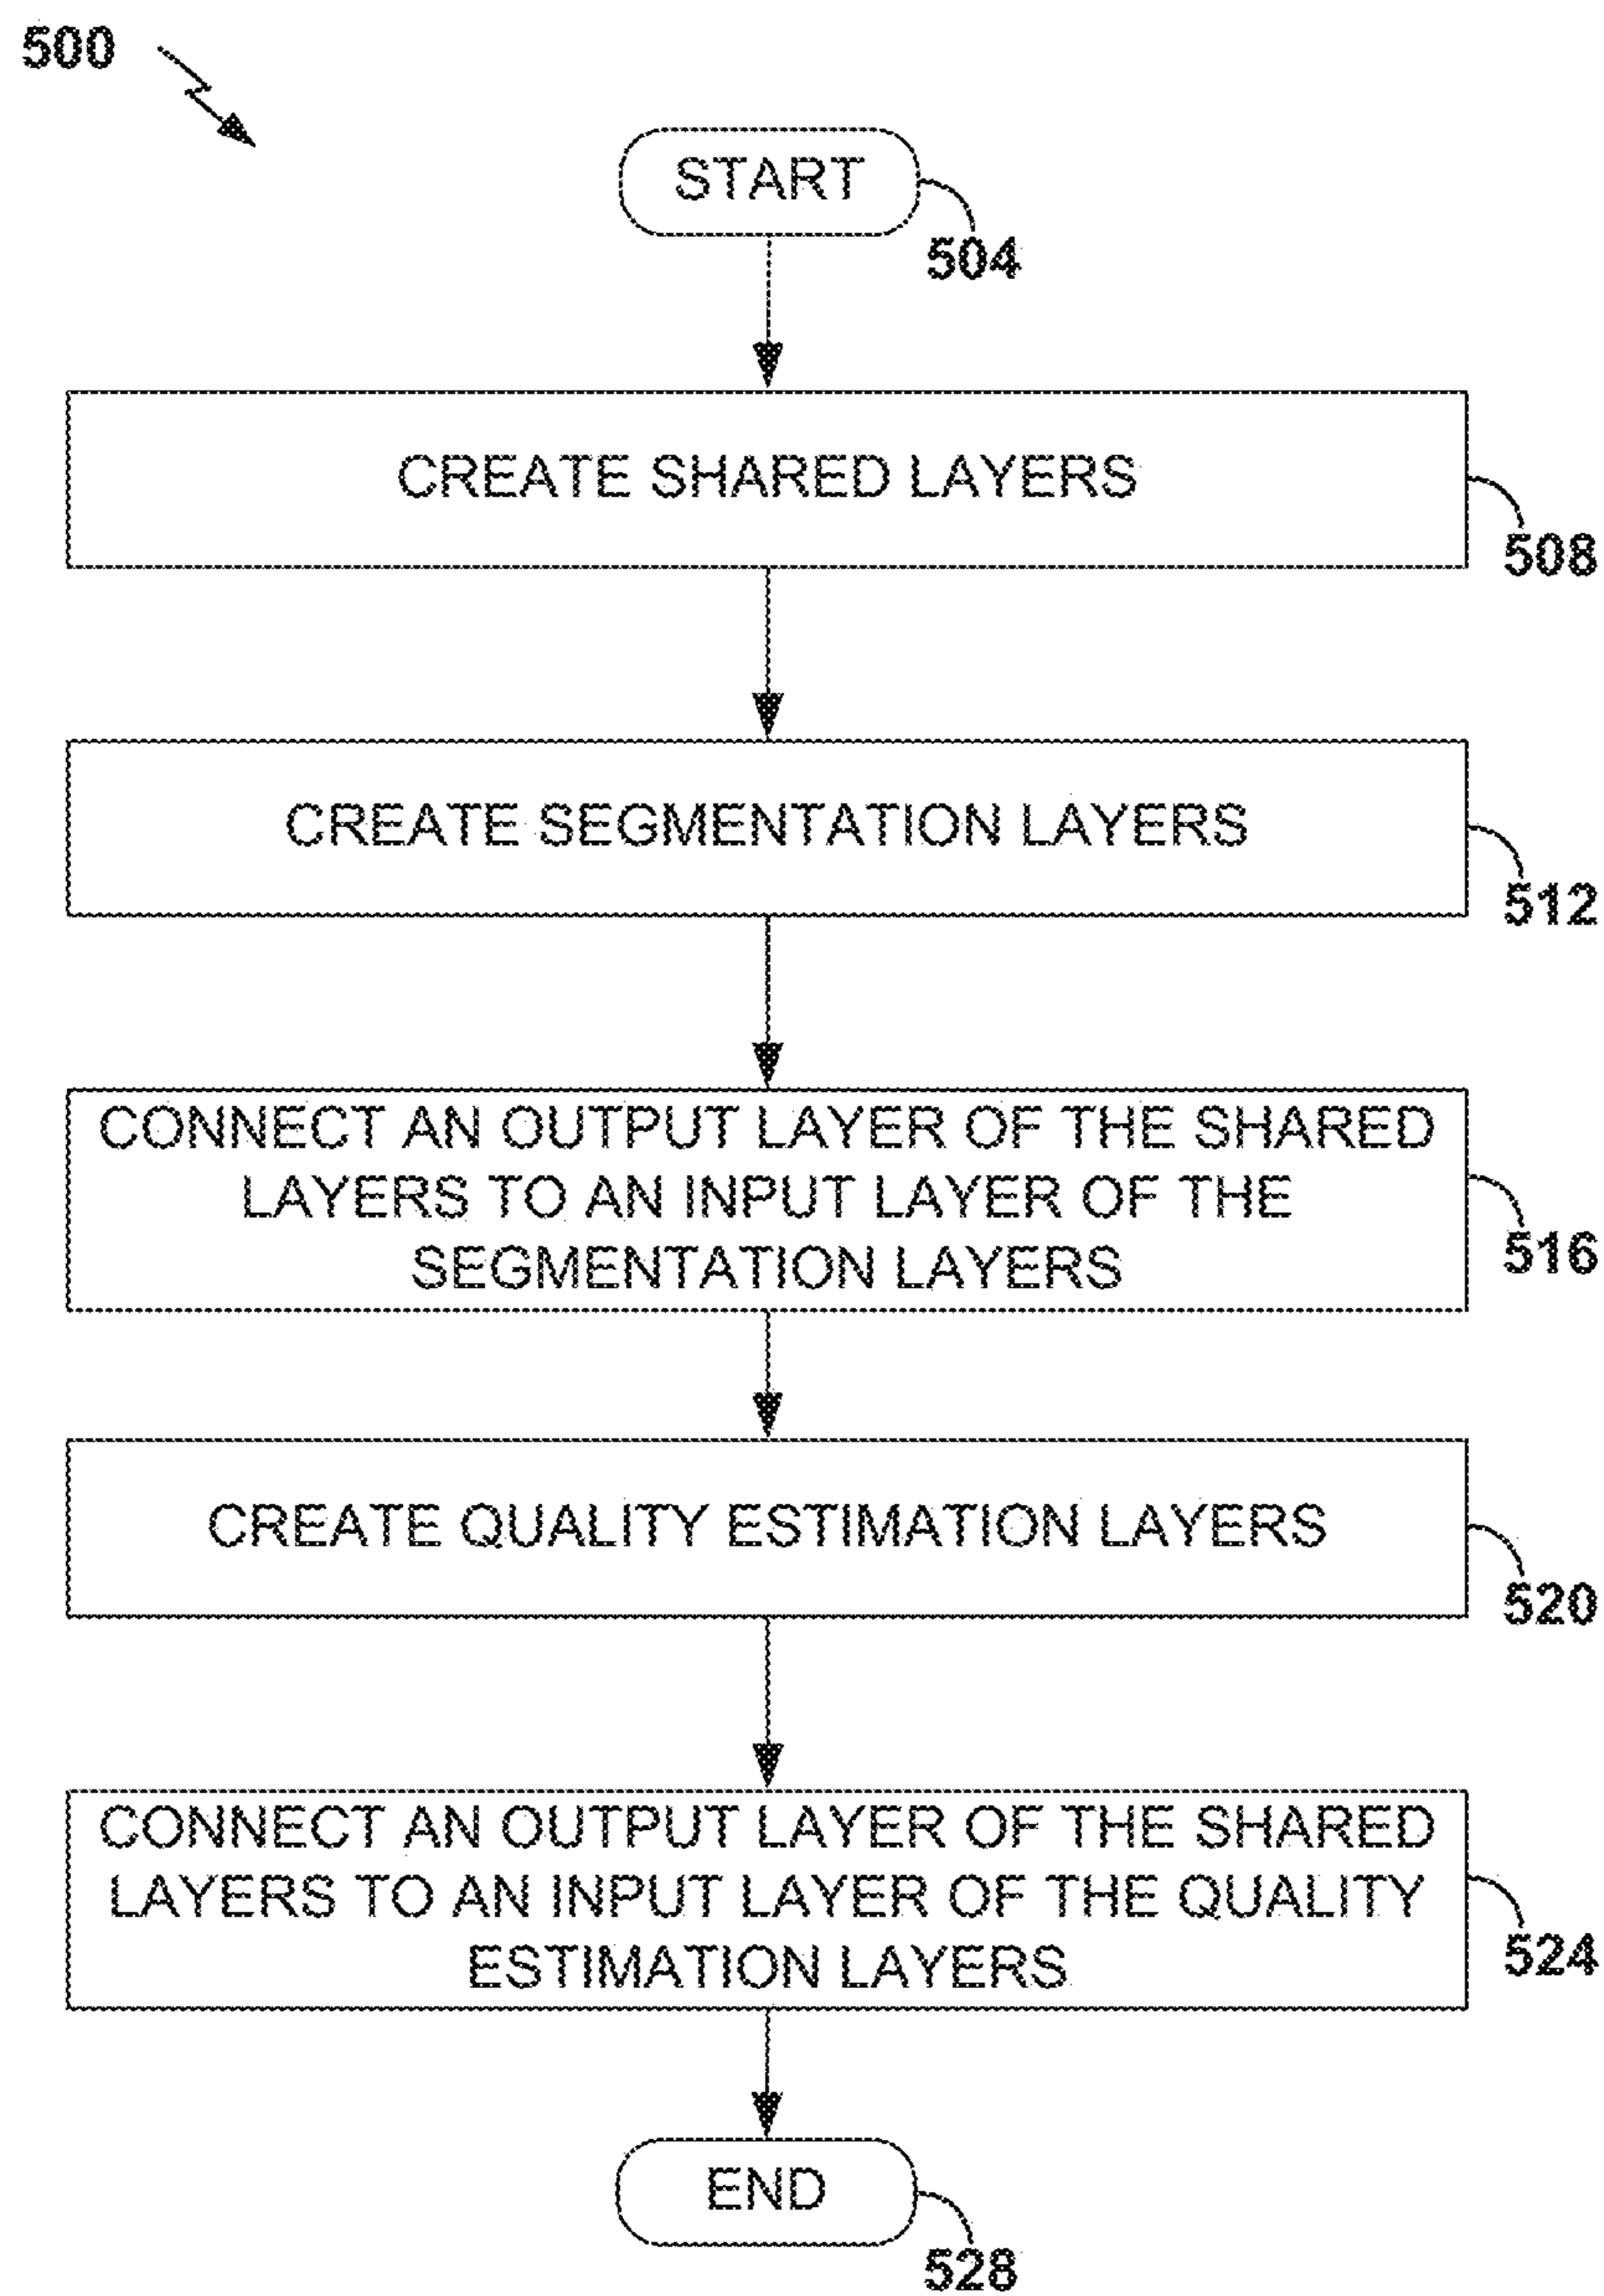 500
START
504
CREATE SHARED LAYERS
508
CREATE SEGMENTATION LAYERS
512
CONNECT AN OUTPUT LAYER OF THE SHARED
LAYERS TO AN INPUT LAYER OF THE
SEGMENTATION LAYERS
516
CREATE QUALITY ESTIMATION LAYERS
520
CONNECT AN OUTPUT LAYER OF THE SHARED
LAYERS TO AN INPUT LAYER OF THE QUALITY
ESTIMATION LAYERS
524
END
528